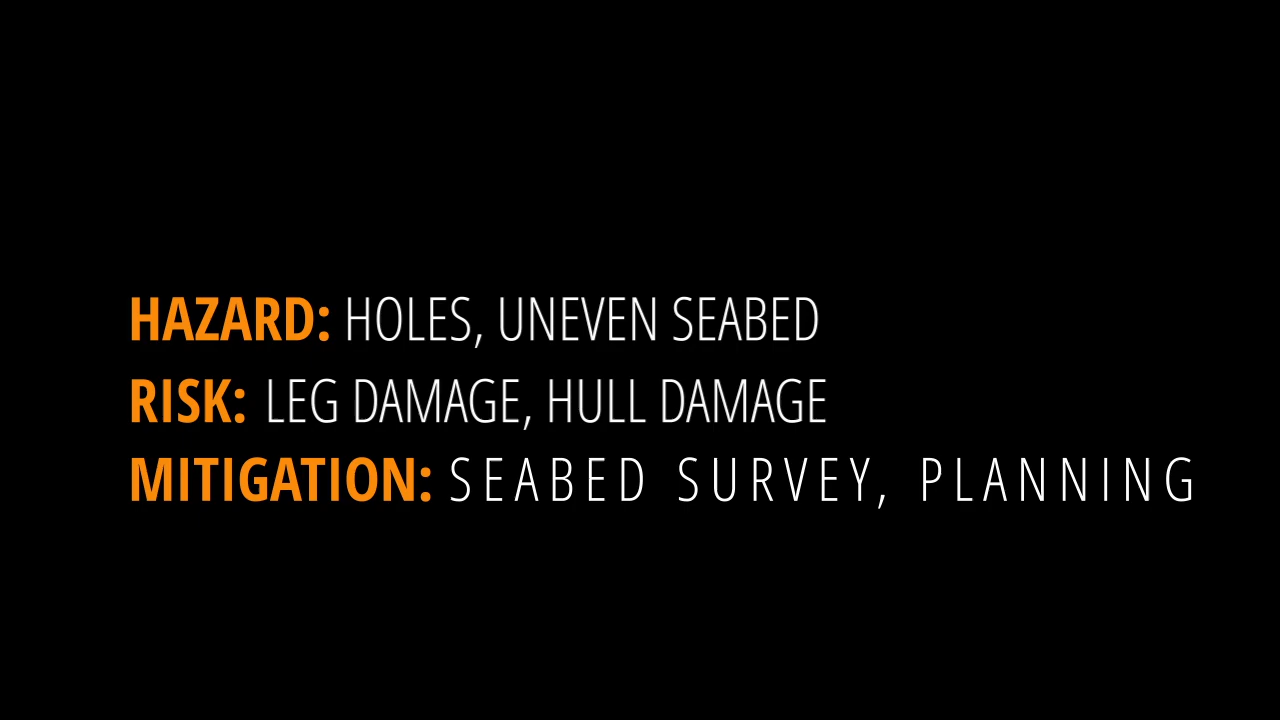 HAZARD: HOLES, UNEVEN SEABED
RISK: LEG DAMAGE, HULL DAMAGE
MITIGATION: SEABED SURVEY, PLANNING